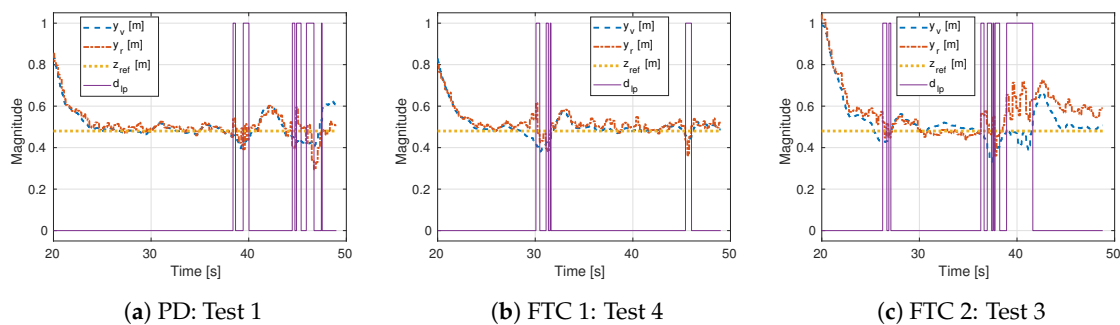 1
0.8
0.6
0.4
0.2
0
Magnitude
20
30
40
50
Time [s]
y_v [m]
y_r [m]
z_ref [m]
d_lp
(a) PD: Test 1
1
0.8
0.6
0.4
0.2
0
Magnitude
20
30
40
50
Time [s]
y_v [m]
y_r [m]
z_ref [m]
d_lp
(b) FTC 1: Test 4
1
0.8
0.6
0.4
0.2
0
Magnitude
20
30
40
50
Time [s]
y_v [m]
y_r [m]
z_ref [m]
d_lp
(c) FTC 2: Test 3